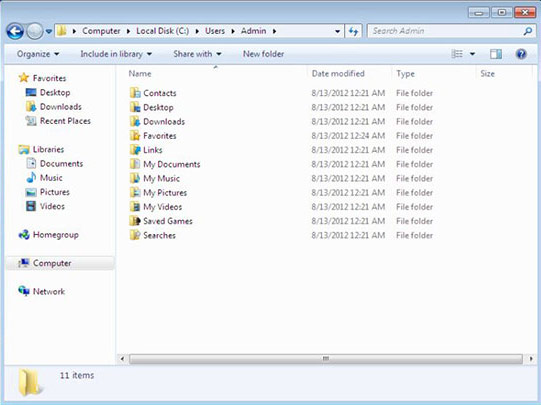 Computer Local Disk (C:) Users Admin Search Admin
Organize Include in library Share with New folder
Name Date modified Type Size
Favorites
Desktop
Downloads
Recent Places
Libraries
Documents
Music
Pictures
Videos
Homegroup
Computer
Network
Contacts 8/13/2012 12:21 AM File folder
Desktop 8/13/2012 12:21 AM File folder
Downloads 8/13/2012 12:21 AM File folder
Favorites 8/13/2012 12:24 AM File folder
Links 8/13/2012 12:21 AM File folder
My Documents 8/13/2012 12:21 AM File folder
My Music 8/13/2012 12:21 AM File folder
My Pictures 8/13/2012 12:21 AM File folder
My Videos 8/13/2012 12:21 AM File folder
Saved Games 8/13/2012 12:21 AM File folder
Searches 8/13/2012 12:21 AM File folder
11 items